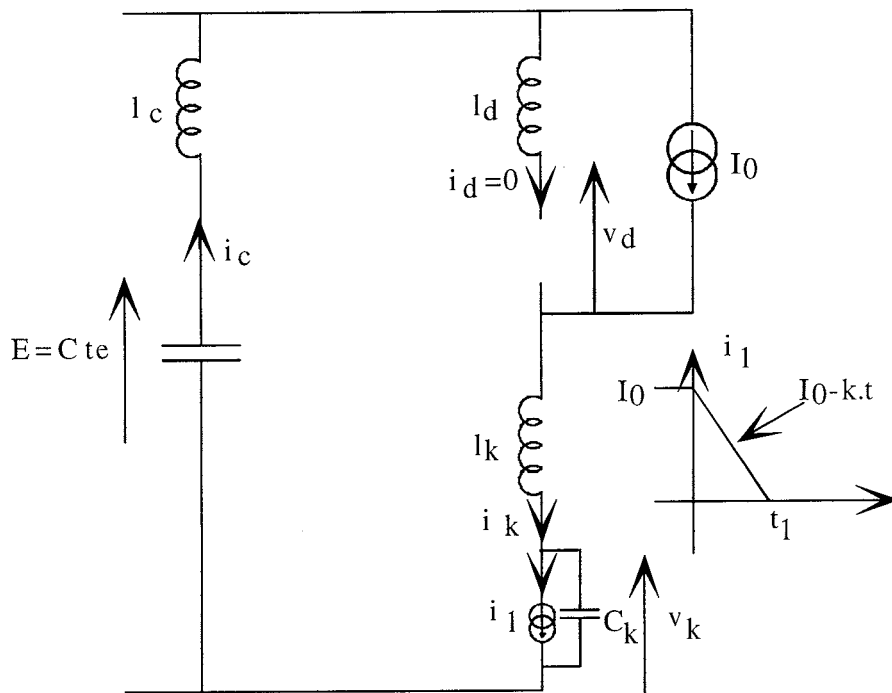 l c
l d
I0
i d =0
v d
i c
E = C te
i 1
I0
I0-k.t
l k
t 1
i k
i 1
C k
v k